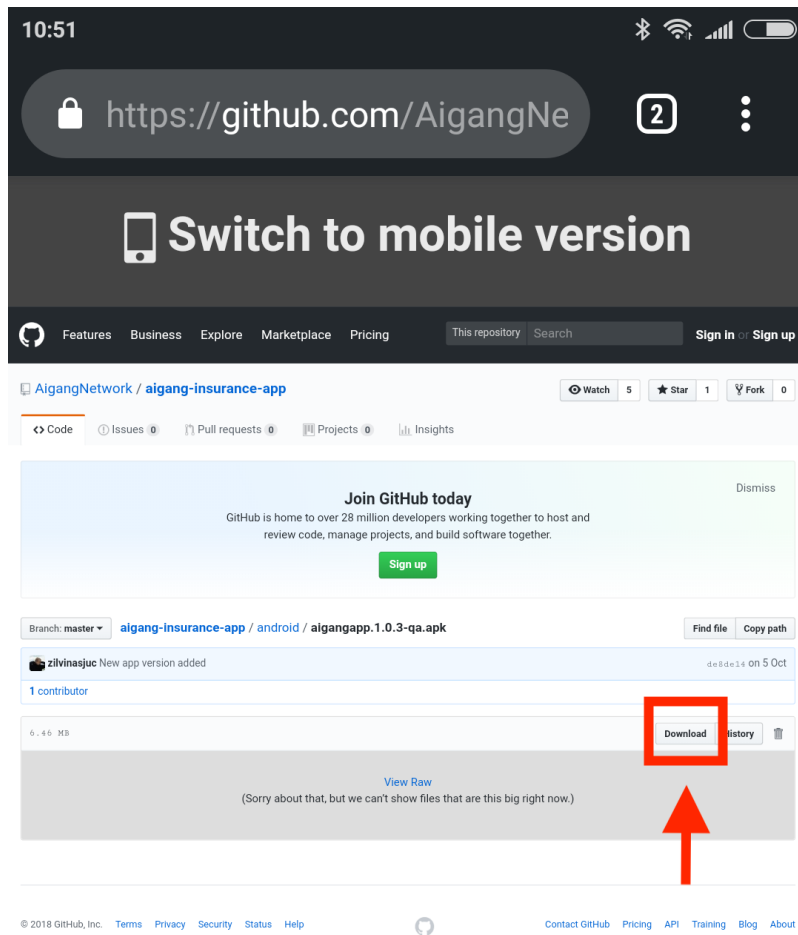 10:51
https://github.com/AigangNe
2
Switch to mobile version
Features Business Explore Marketplace Pricing This repository Search Sign in or Sign up
AigangNetwork / aigang-insurance-app Watch 5 Star 1 Fork 0
Code Issues 0 Pull requests 0 Projects 0 Insights
Dismiss
Join GitHub today
GitHub is home to over 28 million developers working together to host and
review code, manage projects, and build software together.
Sign up
Branch: master aigang-insurance-app / android / aigangapp.1.0.3-qa.apk Find file Copy path
zilvinasjuc New app version added de8de14 on 5 Oct
1 contributor
6.46 MB Download History
View Raw
(Sorry about that, but we can't show files that are this big right now.)
© 2018 GitHub, Inc. Terms Privacy Security Status Help Contact GitHub Pricing API Training Blog About